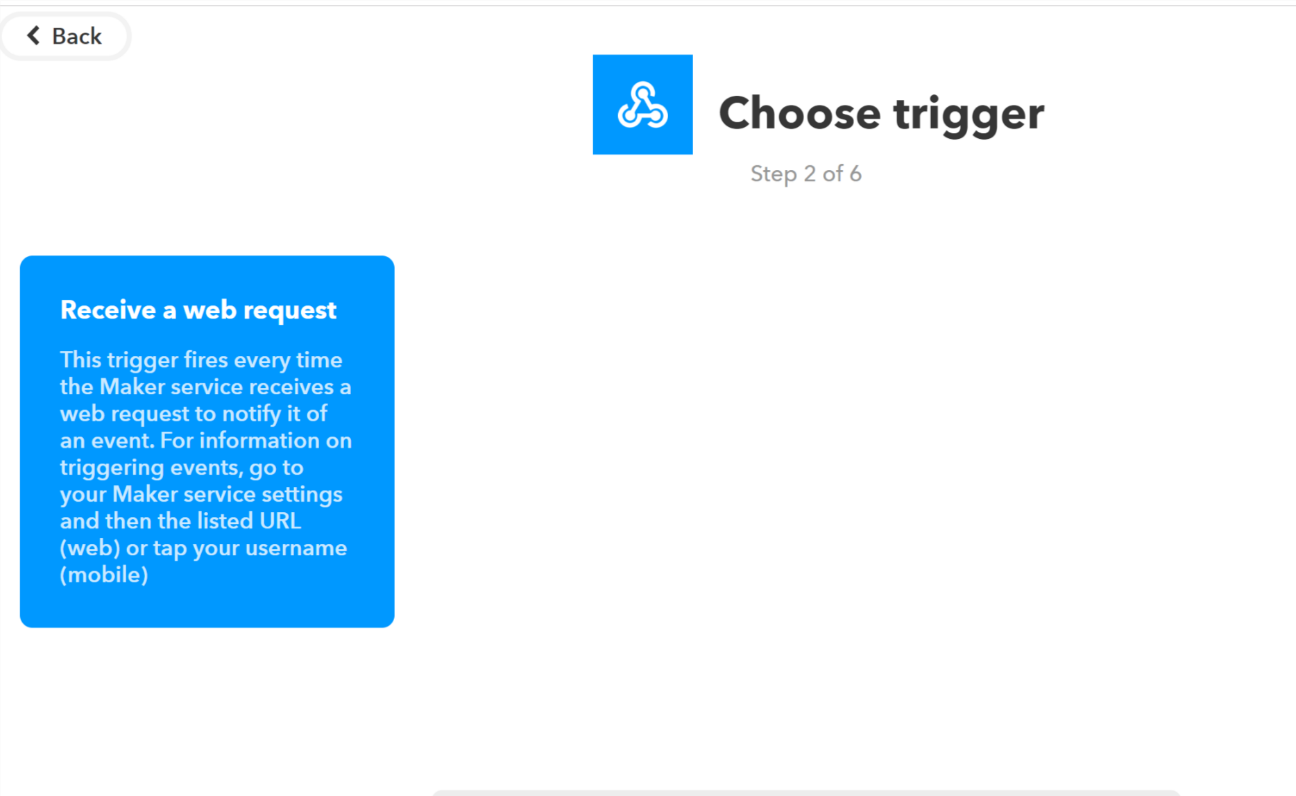 Back
Choose trigger
Step 2 of 6
Receive a web request
This trigger fires every time
the Maker service receives a
web request to notify it of
an event. For information on
triggering events, go to
your Maker service settings
and then the listed URL
(web) or tap your username
(mobile)